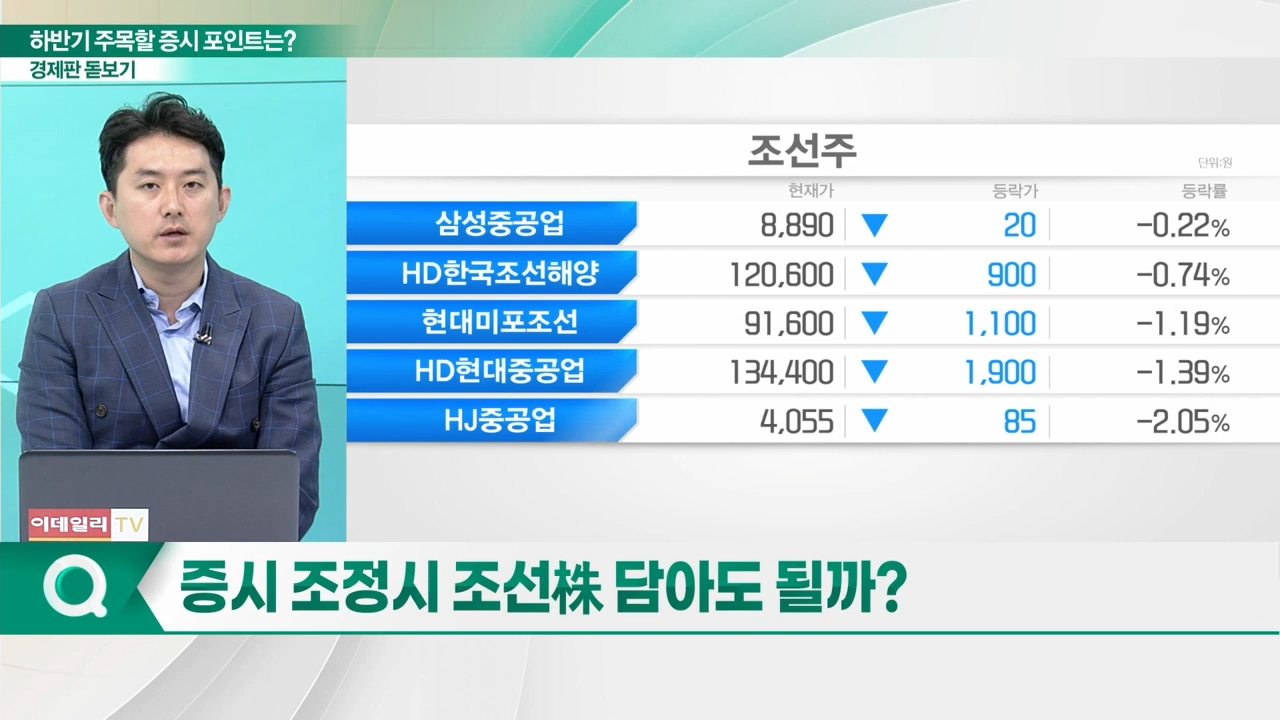 하반기 주목할 증시 포인트는?
경제판 돋보기
조선주
단위:원
현재가 등락가 등락률
삼성중공업 8,890 ▼ 20 -0.22%
HD한국조선해양 120,600 ▼ 900 -0.74%
현대미포조선 91,600 ▼ 1,100 -1.19%
HD현대중공업 134,400 ▼ 1,900 -1.39%
HJ중공업 4,055 ▼ 85 -2.05%
이데일리 TV
Q 증시 조정시 조선株 담아도 될까?